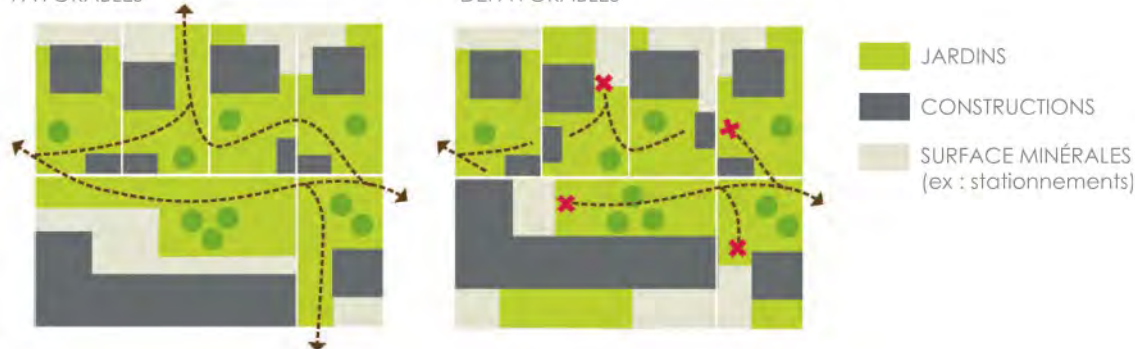 JARDINS
CONSTRUCTIONS
SURFACE MINÉRALES
(ex : stationnements)